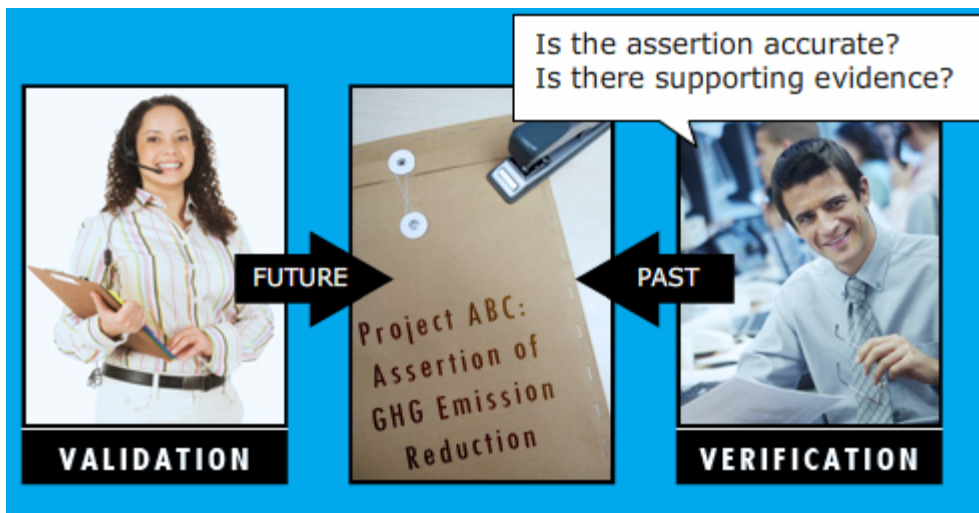 Is the assertion accurate?
Is there supporting evidence?
FUTURE
PAST
Project ABC:
Assertion of
GHG Emission
Reduction
VALIDATION
VERIFICATION